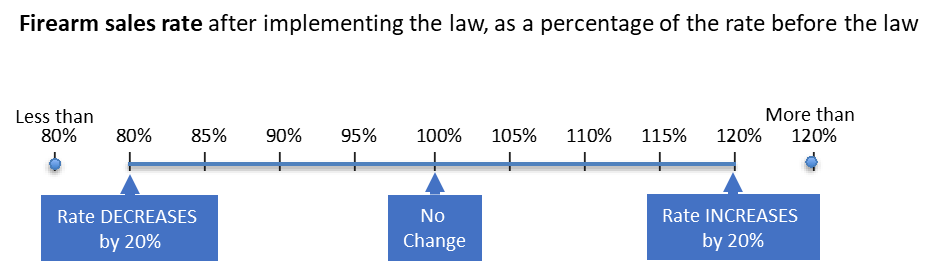 Firearm sales rate after implementing the law, as a percentage of the rate before the law
Less than
80%
80%
85%
90%
95%
100%
105%
110%
115%
120%
More than
120%
Rate DECREASES
by 20%
No
Change
Rate INCREASES
by 20%